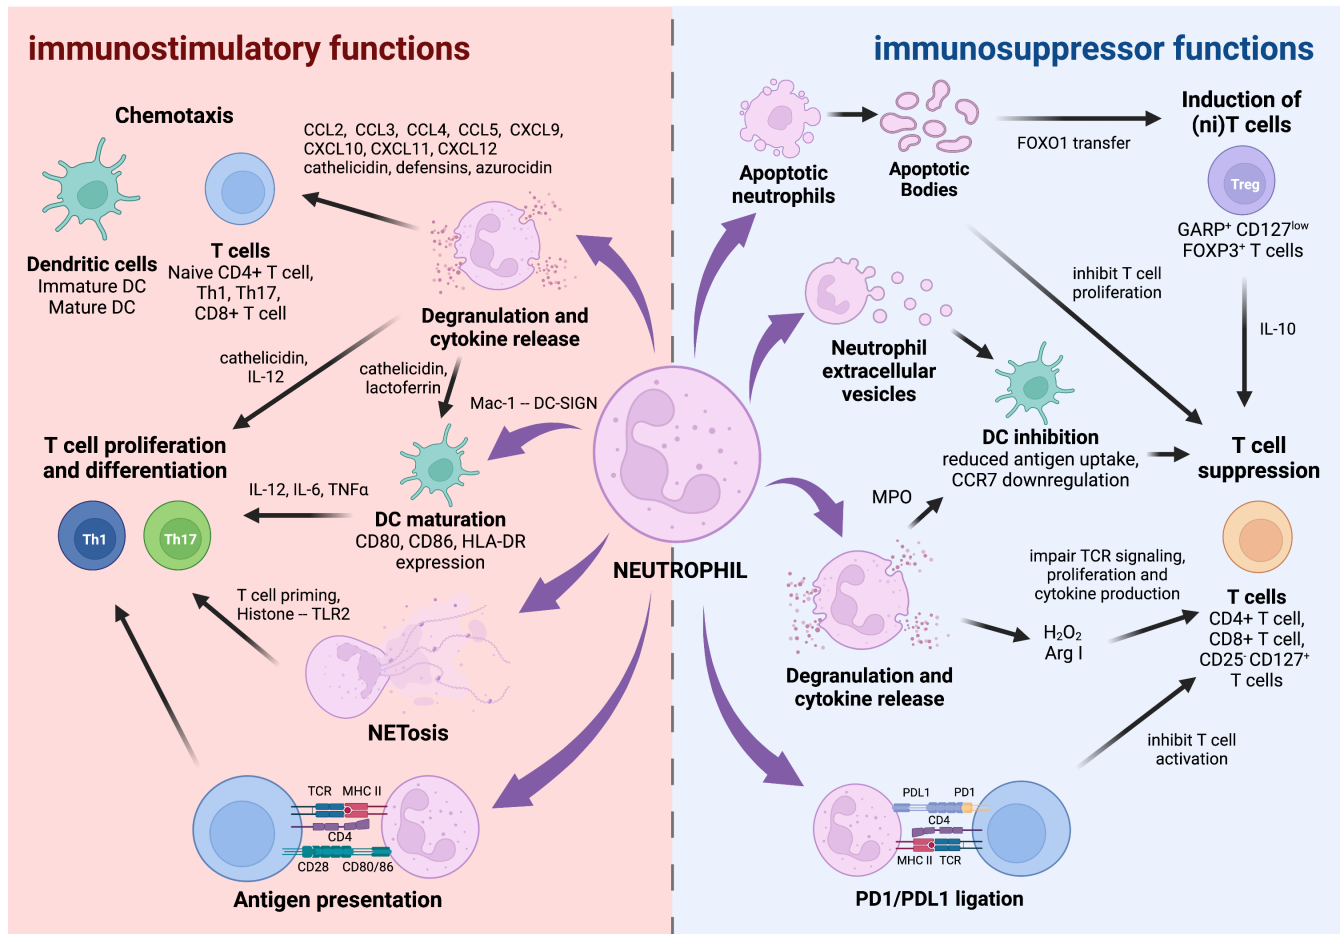 immunostimulatory functions
Chemotaxis
CCL2, CCL3, CCL4, CCL5, CXCL9,
CXCL10, CXCL11, CXCL12
cathelicidin, defensins, azurocidin
Dendritic cells
Immature DC
Mature DC
T cells
Naive CD4+ T cell,
Th1, Th17,
CD8+ T cell
Degranulation and
cytokine release
cathelicidin,
IL-12
cathelicidin,
lactoferrin
Mac-1 -- DC-SIGN
T cell proliferation
and differentiation
Th1
Th17
IL-12, IL-6, TNFα
DC maturation
CD80, CD86, HLA-DR
expression
T cell priming,
Histone -- TLR2
NETosis
TCR
MHC II
CD4
CD28
CD80/86
Antigen presentation
NEUTROPHIL
immunosuppressor functions
Apoptotic
neutrophils
Apoptotic
Bodies
FOXO1 transfer
Induction of
(ni)T cells
Treg
GARP⁺ CD127ˡᵒʷ
FOXP3⁺ T cells
inhibit T cell
proliferation
IL-10
Neutrophil
extracellular
vesicles
DC inhibition
reduced antigen uptake,
CCR7 downregulation
T cell
suppression
MPO
Degranulation and
cytokine release
impair TCR signaling,
proliferation and
cytokine production
H₂O₂
Arg I
T cells
CD4+ T cell,
CD8+ T cell,
CD25⁻ CD127⁺
T cells
inhibit T cell
activation
PDL1
PD1
CD4
MHC II
TCR
PD1/PDL1 ligation